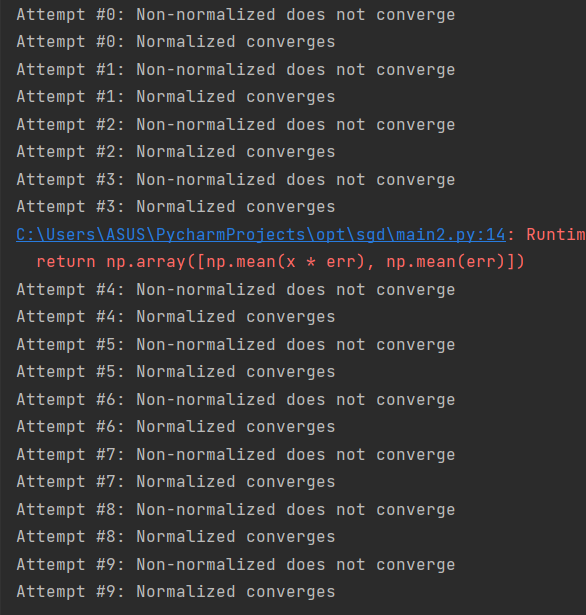 Attempt #0: Non-normalized does not converge
Attempt #0: Normalized converges
Attempt #1: Non-normalized does not converge
Attempt #1: Normalized converges
Attempt #2: Non-normalized does not converge
Attempt #2: Normalized converges
Attempt #3: Non-normalized does not converge
Attempt #3: Normalized converges
C:\Users\ASUS\PycharmProjects\opt\sgd\main2.py:14: Runtim
  return np.array([np.mean(x * err), np.mean(err)])
Attempt #4: Non-normalized does not converge
Attempt #4: Normalized converges
Attempt #5: Non-normalized does not converge
Attempt #5: Normalized converges
Attempt #6: Non-normalized does not converge
Attempt #6: Normalized converges
Attempt #7: Non-normalized does not converge
Attempt #7: Normalized converges
Attempt #8: Non-normalized does not converge
Attempt #8: Normalized converges
Attempt #9: Non-normalized does not converge
Attempt #9: Normalized converges